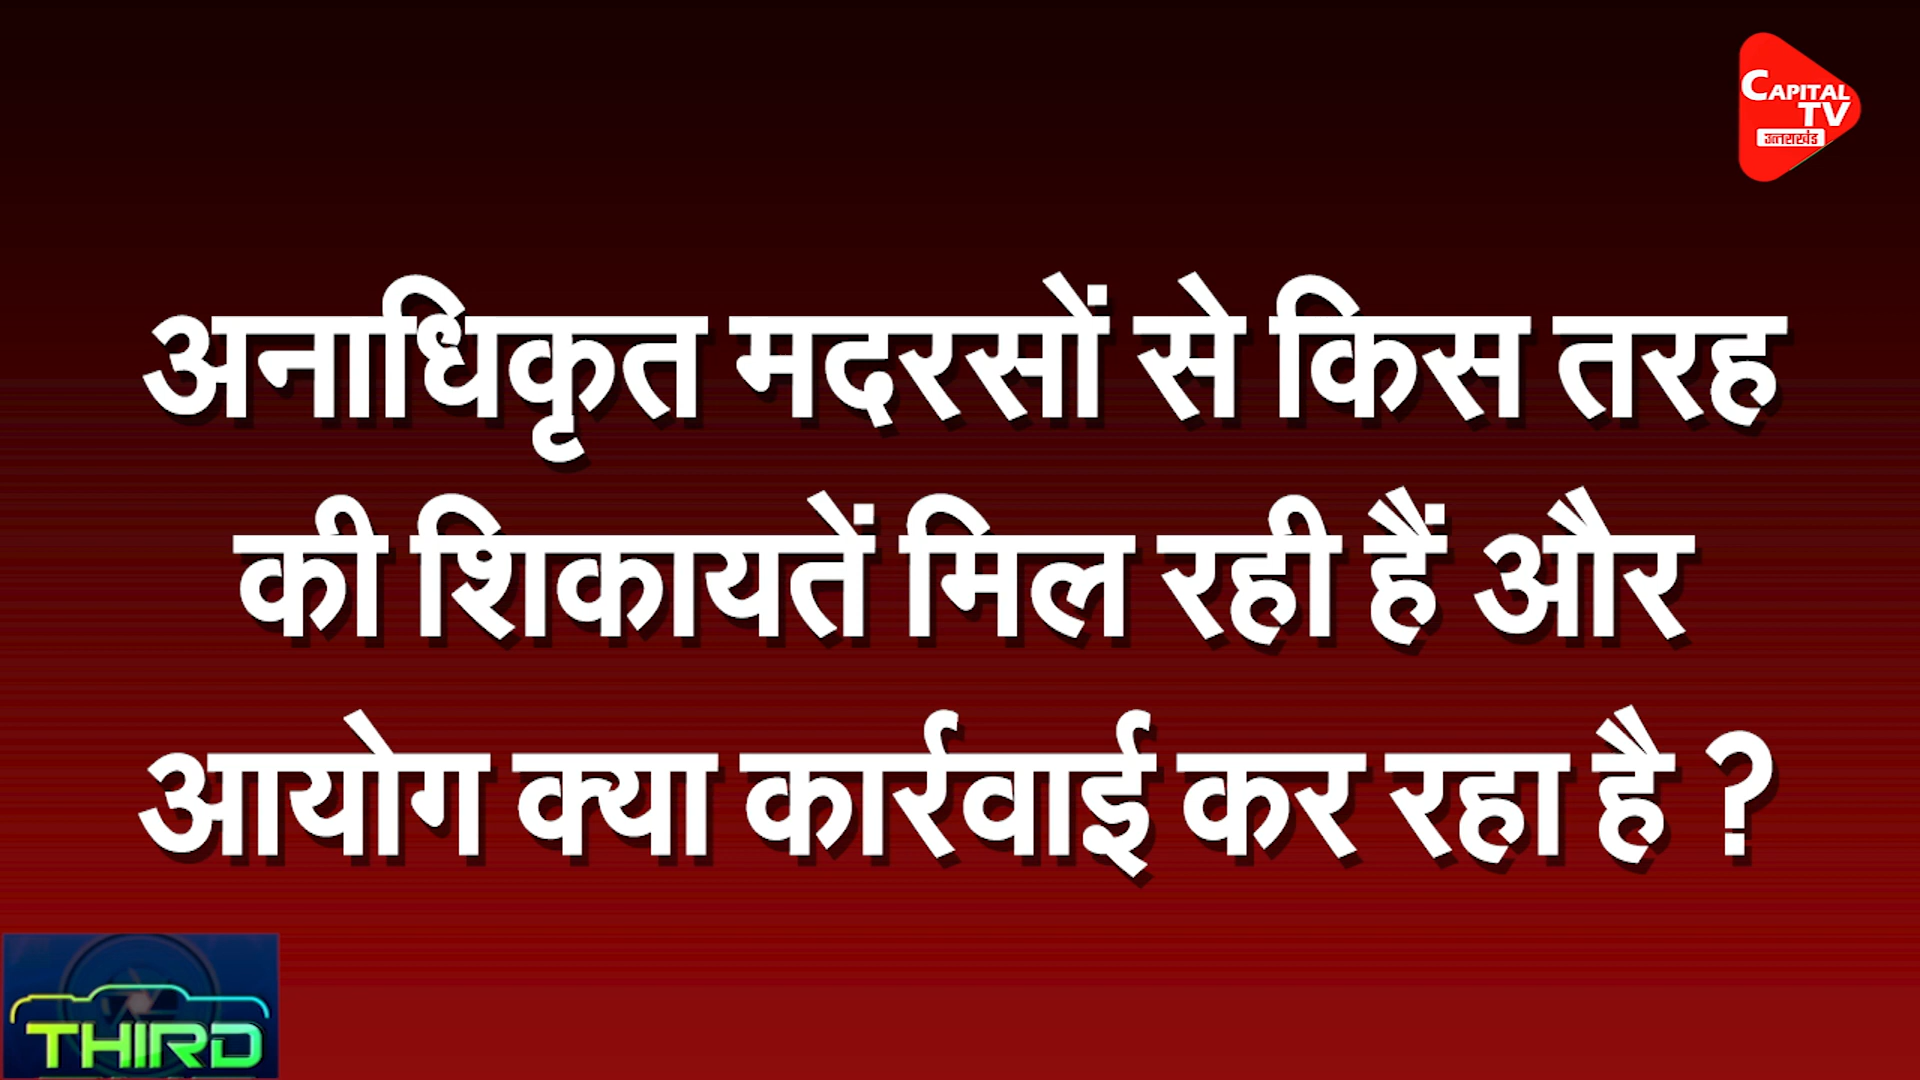 CAPITAL
TV
उत्तराखंड
अनाधिकृत मदरसों से किस तरह
की शिकायतें मिल रही हैं और
आयोग क्या कार्रवाई कर रहा है ?
THIRD